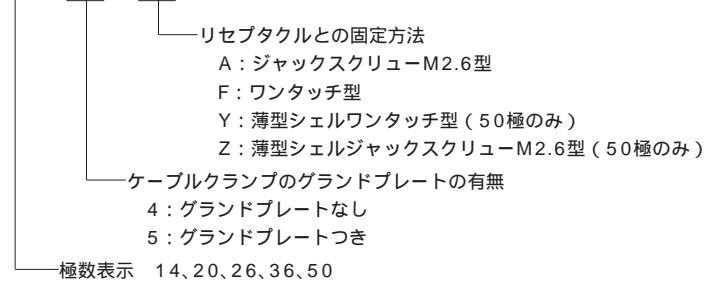 リセプタクルとの固定方法
A：ジャックスクリューM2.6型
F：ワンタッチ型
Y：薄型シェルワンタッチ型（50極のみ）
Z：薄型シェルジャックスクリューM2.6型（50極のみ）
ケーブルクランプのグランドプレートの有無
4：グランドプレートなし
5：グランドプレートつき
極数表示　14、20、26、36、50